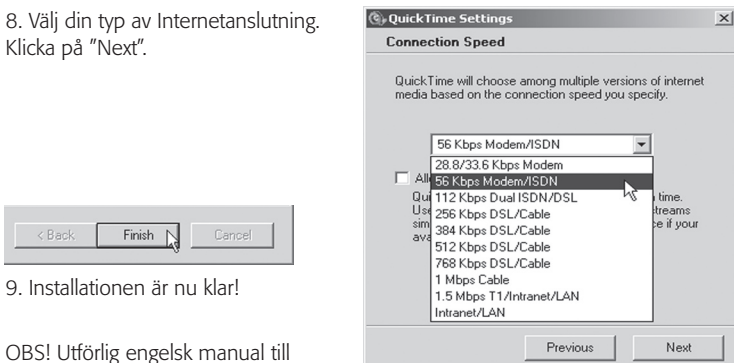 8. Välj din typ av Internetanslutning.
Klicka på "Next".
QuickTime Settings
Connection Speed
QuickTime will choose among multiple versions of internet
media based on the connection speed you specify.
56 Kbps Modem/ISDN
28.8/33.6 Kbps Modem
56 Kbps Modem/ISDN
112 Kbps Dual ISDN/DSL
256 Kbps DSL/Cable
384 Kbps DSL/Cable
512 Kbps DSL/Cable
768 Kbps DSL/Cable
1 Mbps Cable
1.5 Mbps T1/Intranet/LAN
Intranet/LAN
time.
Previous
Next
< Back
Finish
Cancel
9. Installationen är nu klar!
OBS! Utförlig engelsk manual till